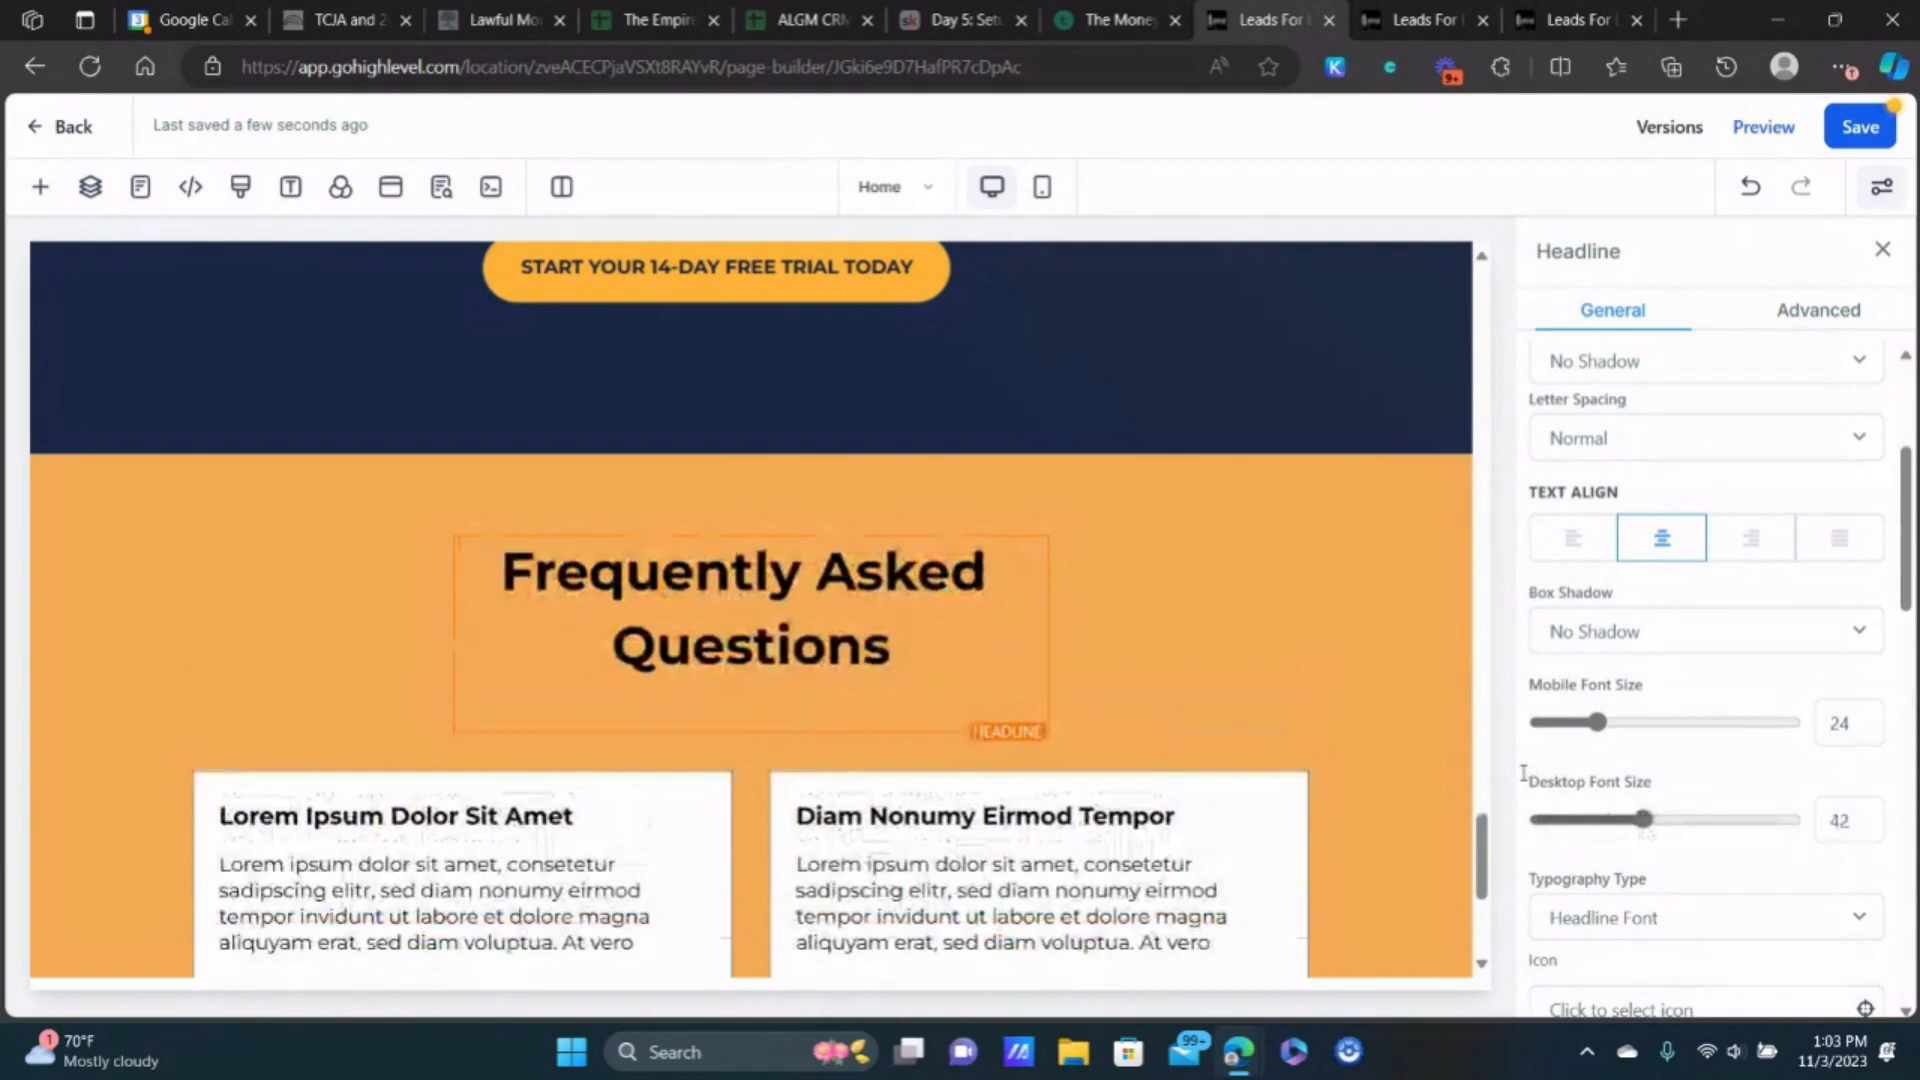 Google Cal
TCJA and 2
Lawful Mo
The Empire
ALGM CRM
Day 5: Setu
The Money
Leads For
Leads For
Leads For
https://app.gohighlevel.com/location/zveACECPjaVSXt8RAYvR/page-builder/JGki6e9D7HafPR7cDpAc
9+
Back
Last saved a few seconds ago
Versions
Preview
Save
Home
START YOUR 14-DAY FREE TRIAL TODAY
Frequently Asked
Questions
HEADLINE
Lorem Ipsum Dolor Sit Amet
Lorem ipsum dolor sit amet, consetetur
sadipscing elitr, sed diam nonumy eirmod
tempor invidunt ut labore et dolore magna
aliquyam erat, sed diam voluptua. At vero
Diam Nonumy Eirmod Tempor
Lorem ipsum dolor sit amet, consetetur
sadipscing elitr, sed diam nonumy eirmod
tempor invidunt ut labore et dolore magna
aliquyam erat, sed diam voluptua. At vero
Headline
General
Advanced
No Shadow
Letter Spacing
Normal
TEXT ALIGN
Box Shadow
No Shadow
Mobile Font Size
24
Desktop Font Size
42
Typography Type
Headline Font
Icon
Click to select icon
1
70°F
Mostly cloudy
Search
99+
1:03 PM
11/3/2023